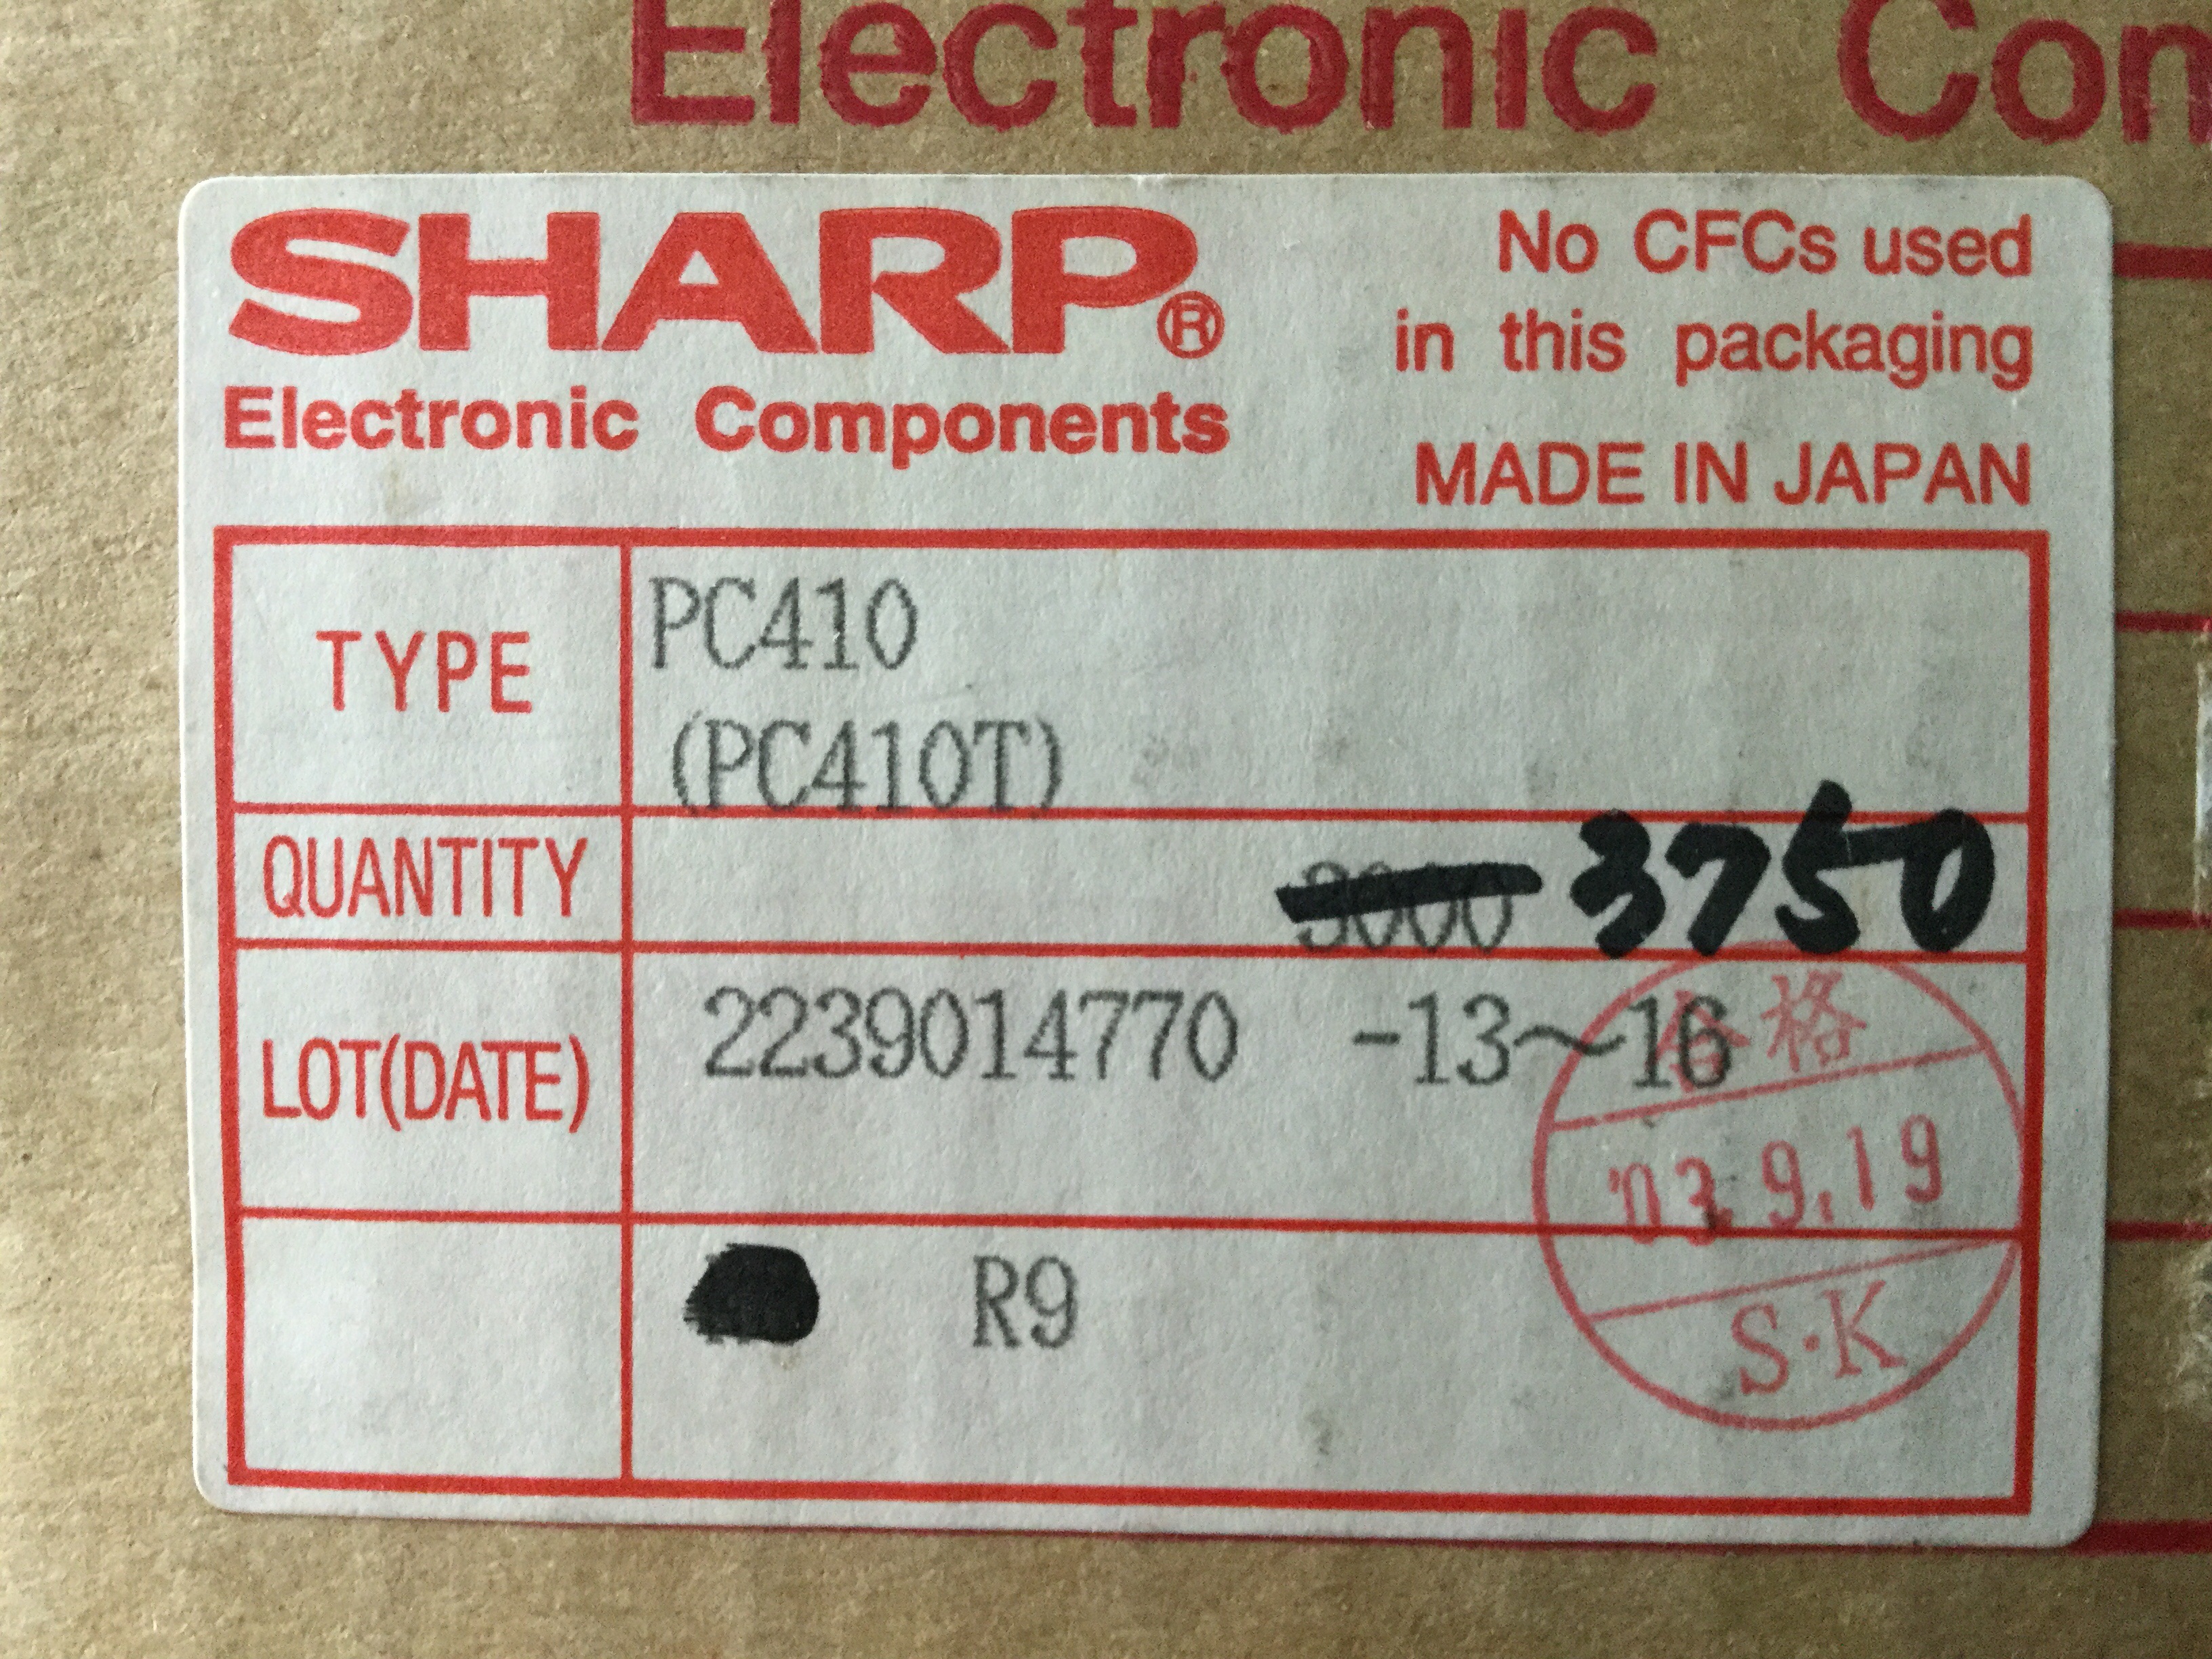 Electronic Con
SHARP®
Electronic Components
No CFCs used
in this packaging
MADE IN JAPAN
TYPE
PC410
(PC410T)
QUANTITY
3000 3750
LOT(DATE)
2239014770 -13～16
合格
'03.9.19
R9
S·K